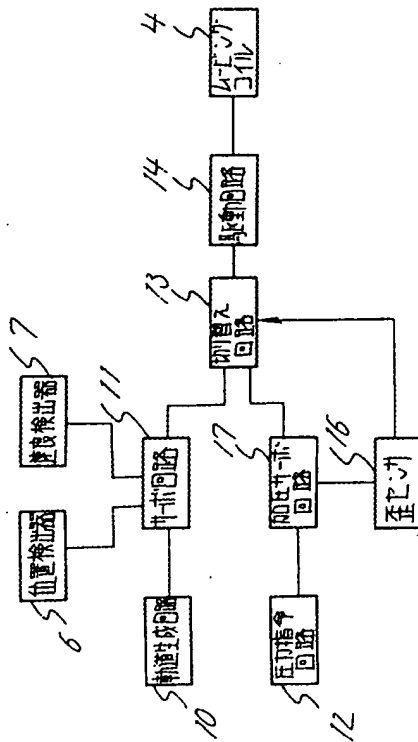 位置検出器
6
速度検出器
7
軌道生成回路
10
サーボ回路
11
圧力指令
回路
12
加圧サーボ
回路
17
歪センサ
16
切り替え
回路
13
駆動回路
14
ムービング
コイル
4